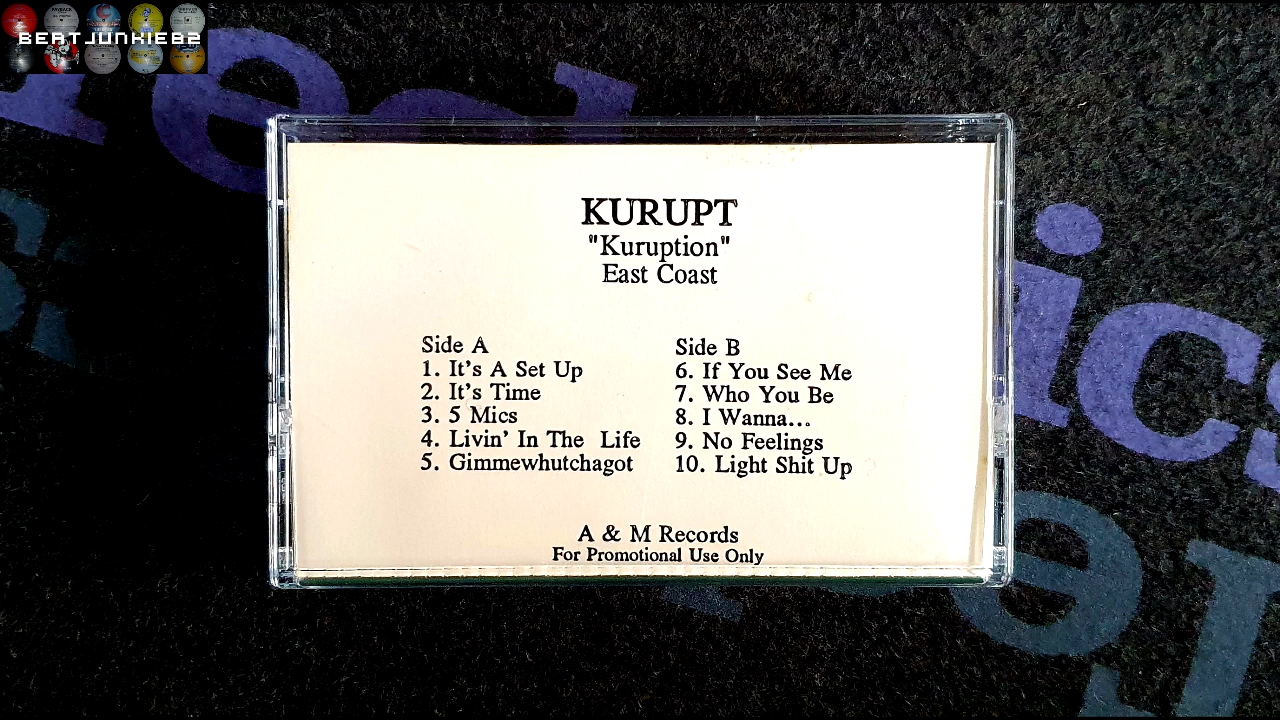 BEATJUNKIE82
KURUPT
"Kuruption"
East Coast
Side A
1. It's A Set Up
2. It's Time
3. 5 Mics
4. Livin' In The Life
5. Gimmewhutchagot
Side B
6. If You See Me
7. Who You Be
8. I Wanna...
9. No Feelings
10. Light Shit Up
A & M Records
For Promotional Use Only